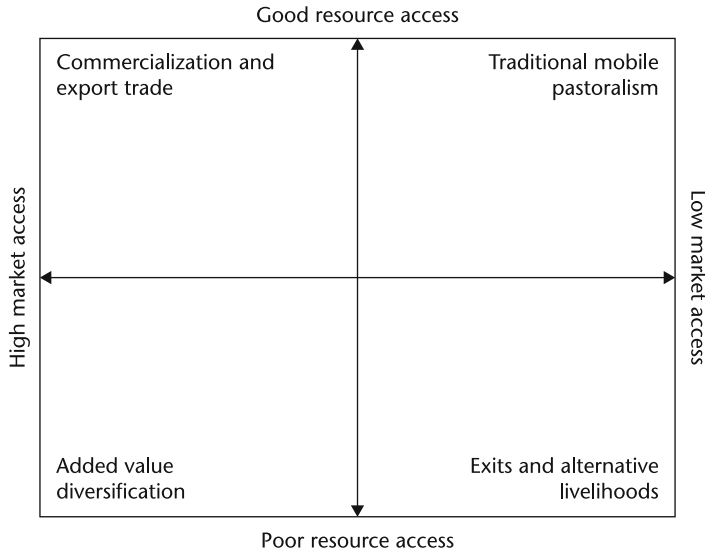 Good resource access
Commercialization and
export trade
Traditional mobile
pastoralism
High market access
Low market access
Added value
diversification
Exits and alternative
livelihoods
Poor resource access